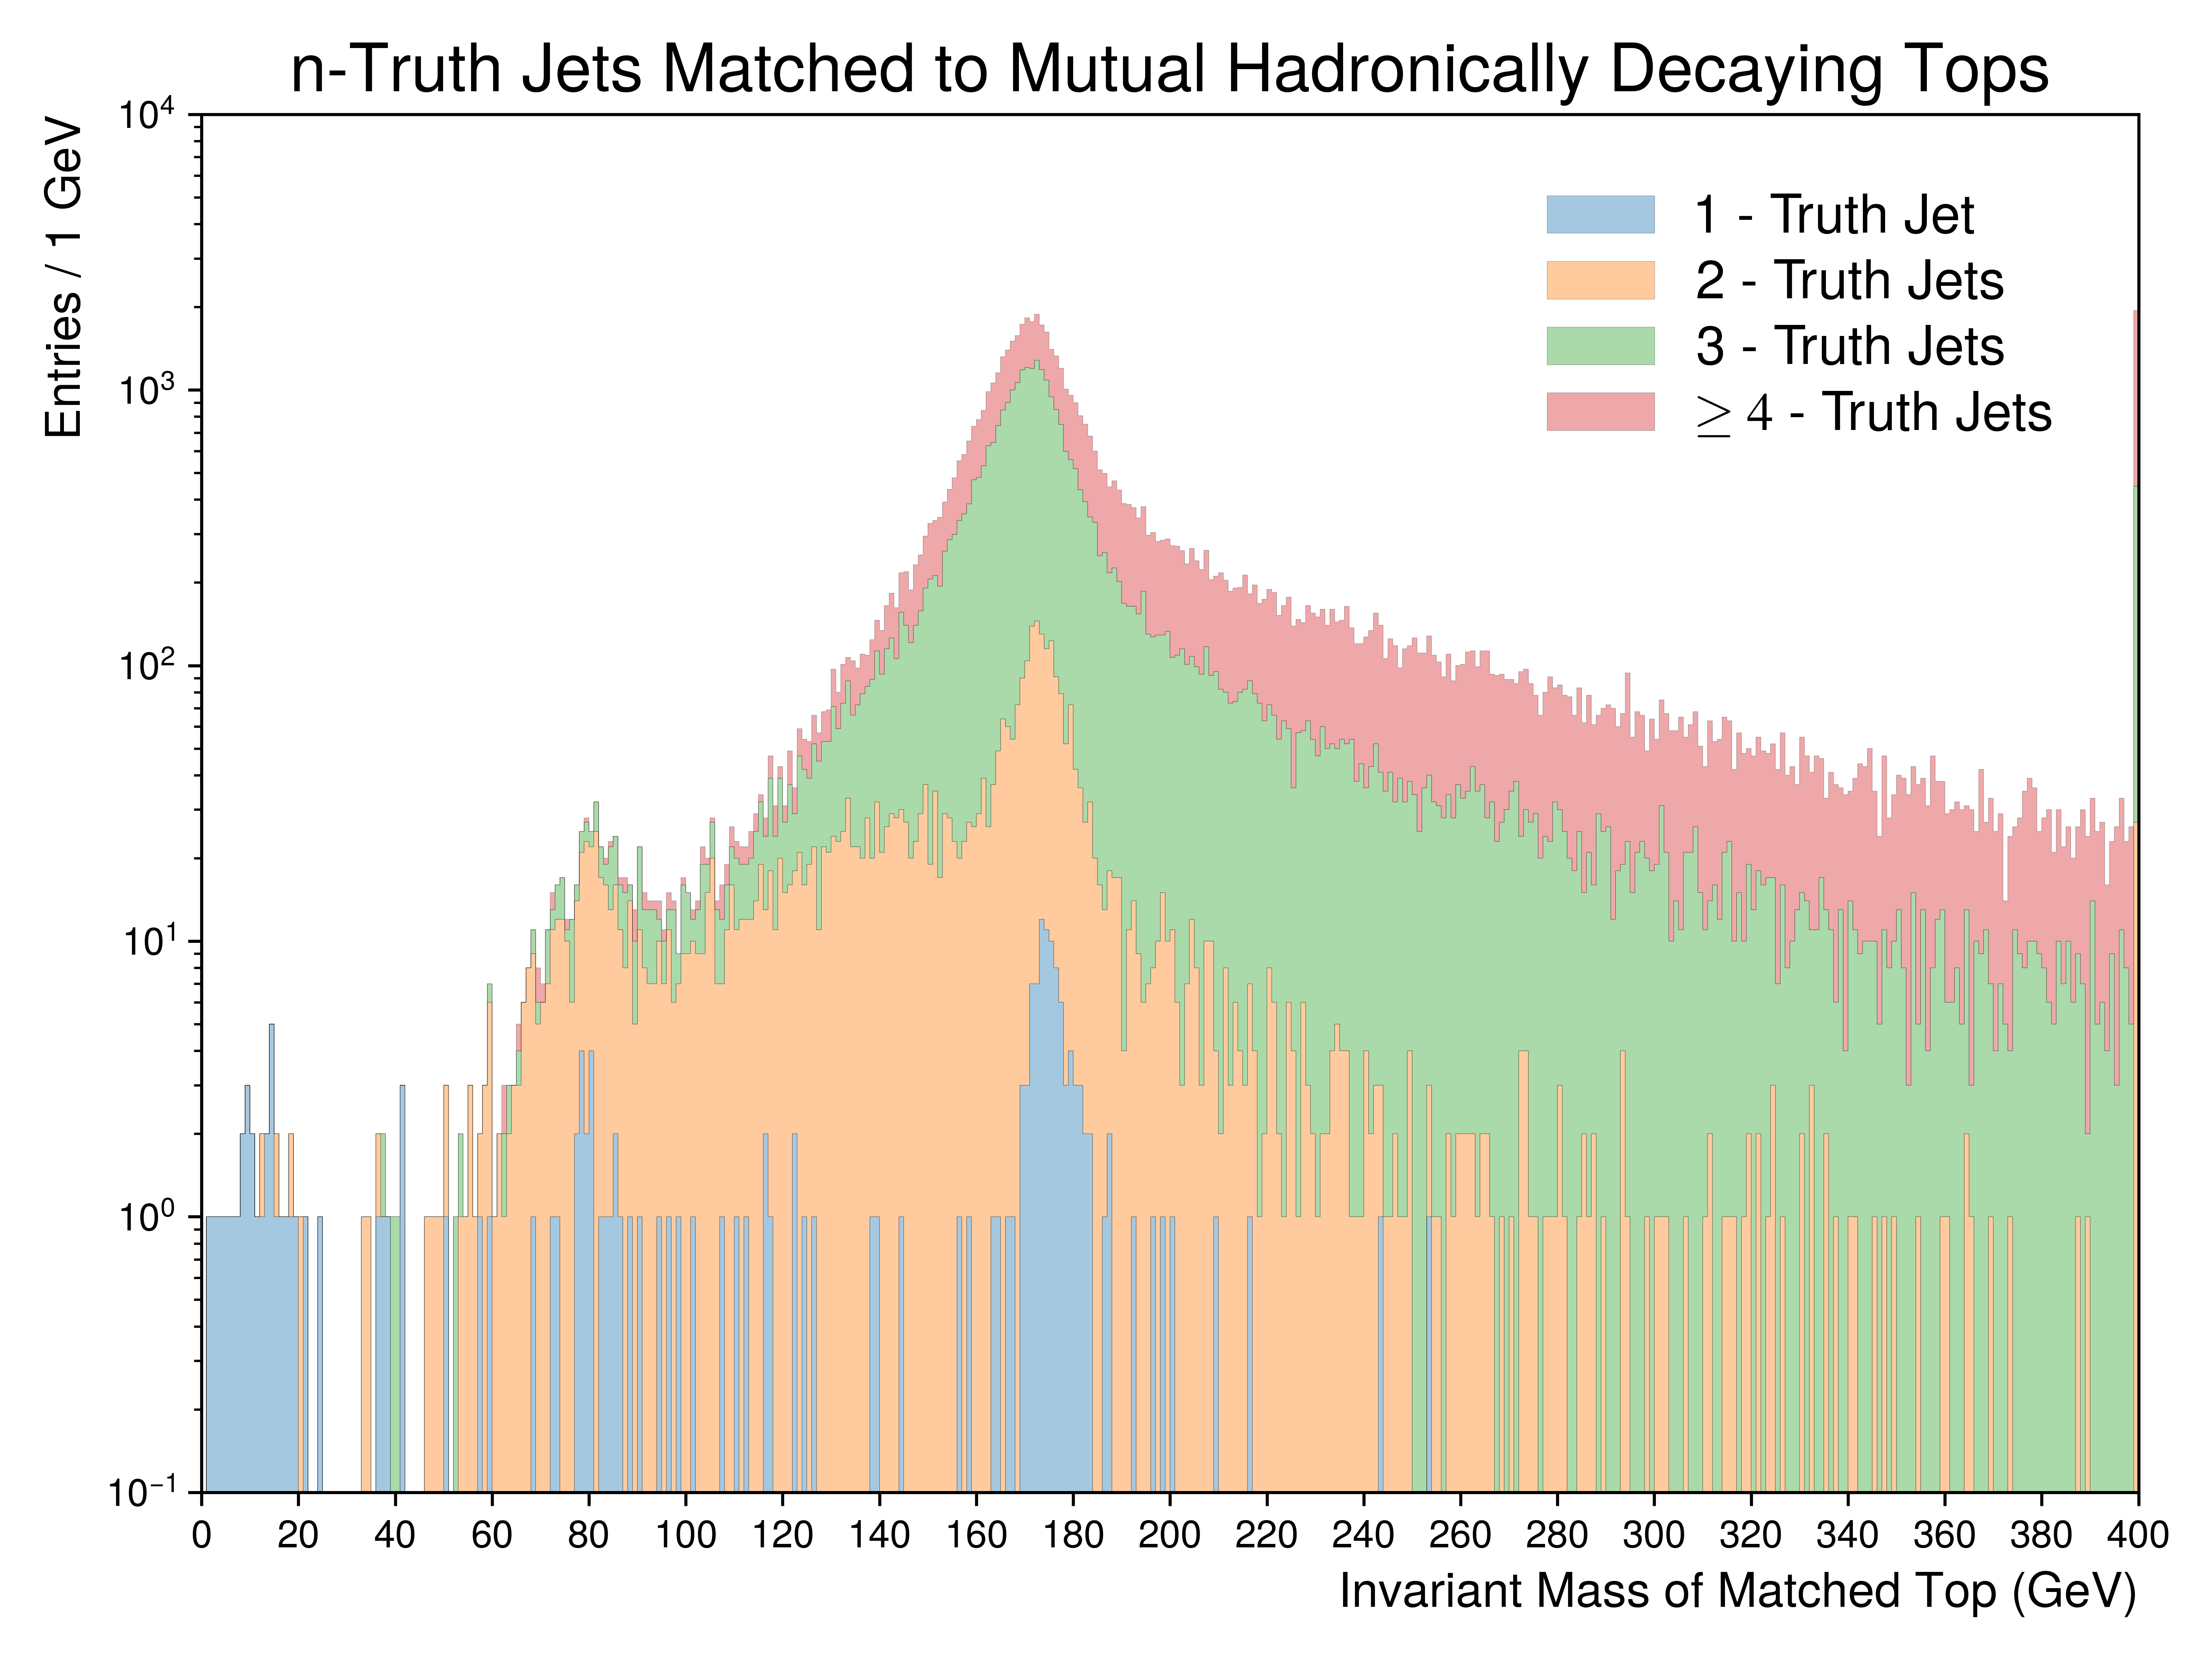 n-Truth Jets Matched to Mutual Hadronically Decaying Tops
Entries / 1 GeV
10⁴
10³
10²
10¹
10⁰
10⁻¹
1 - Truth Jet
2 - Truth Jets
3 - Truth Jets
≥ 4 - Truth Jets
0 20 40 60 80 100 120 140 160 180 200 220 240 260 280 300 320 340 360 380 400
Invariant Mass of Matched Top (GeV)